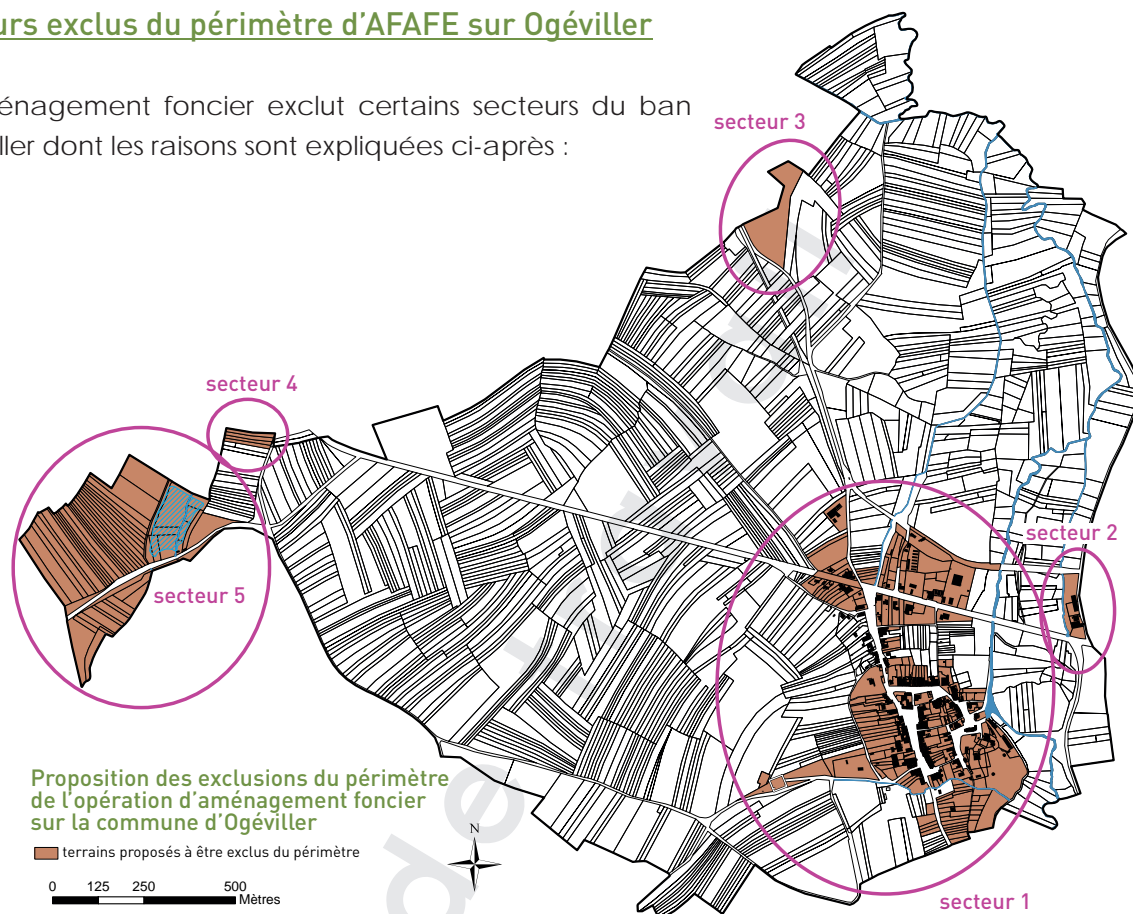 urs exclus du périmètre d'AFAFE sur Ogéviller
énagement foncier exclut certains secteurs du ban
ller dont les raisons sont expliquées ci-après :
secteur 3
secteur 4
secteur 2
secteur 5
Proposition des exclusions du périmètre
de l'opération d'aménagement foncier
sur la commune d'Ogéviller
terrains proposés à être exclus du périmètre
N
0 125 250 500
Mètres
secteur 1